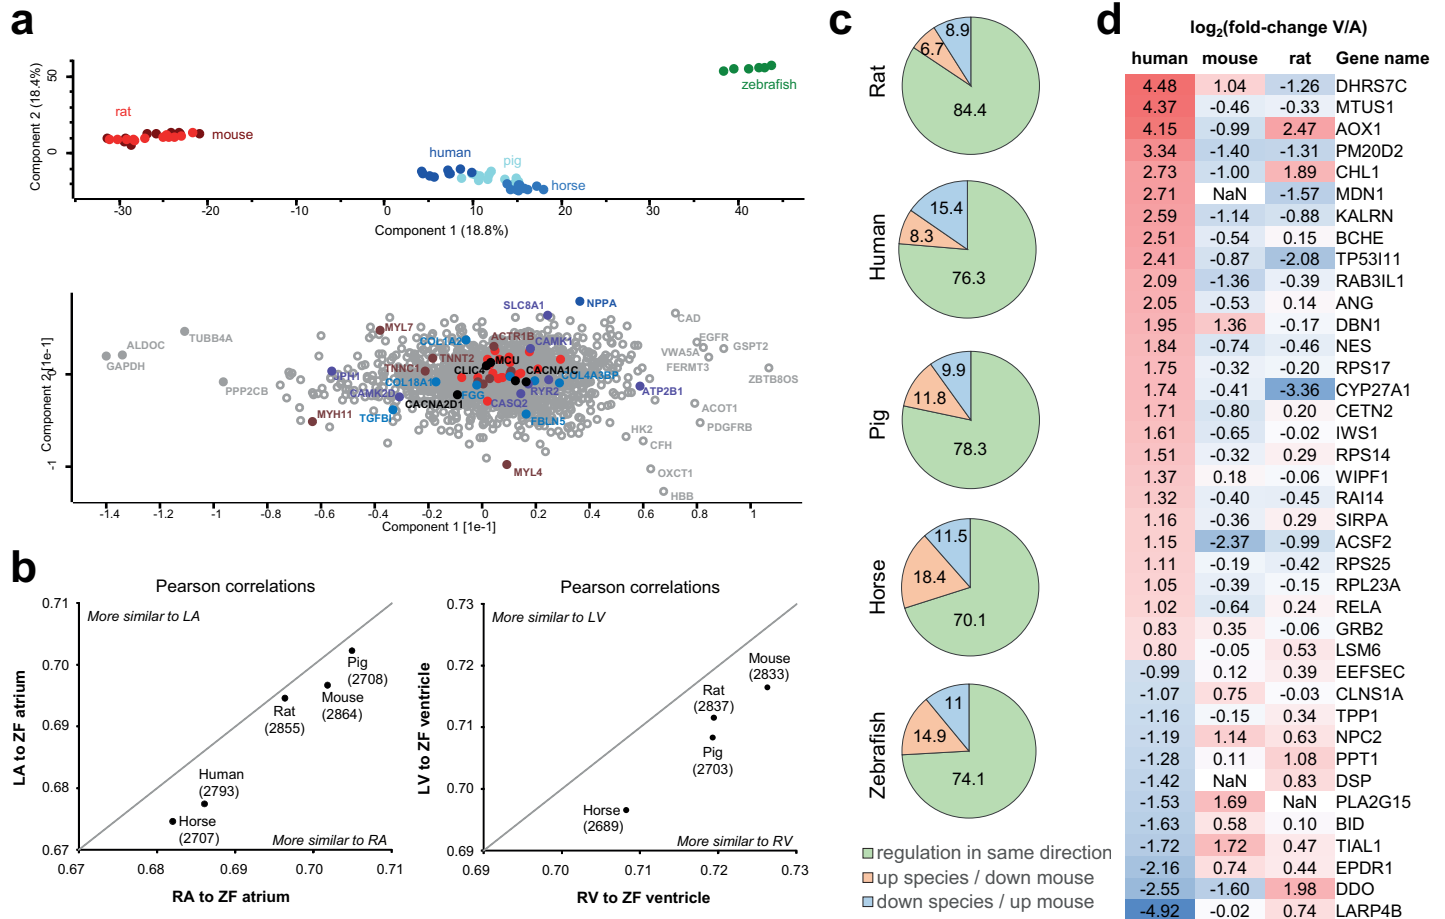 a
Component 2 (18.4%)
50
0
rat
mouse
zebrafish
human
pig
horse
-30
-20
-10
0
10
20
30
40
Component 1 (18.8%)
Component 2 [1e-1]
0
-1
ALDOC
GAPDH
TUBB4A
PPP2CB
MYL7
COL1A2
SLC8A1
NPPA
ACTR1B
CAMK1
CAD
EGFR
GSPT2
VWA5A
FERMT3
ZBTB8OS
TNNT2
TNNC1
CLIC4
MCU
CACNA1C
COL4A3BP
JPH1
COL18A1
CAMK2D
CACNA2D1
FGG
CASQ2
RYR2
ATP2B1
TGFBI
MYH11
FBLN5
ACOT1
PDGFRB
HK2
CFH
MYL4
OXCT1
HBB
-1.4
-1.2
-1
-0.8
-0.6
-0.4
-0.2
0
0.2
0.4
0.6
0.8
1
Component 1 [1e-1]
b
Pearson correlations
More similar to LA
LA to ZF atrium
0.71
0.70
0.69
0.68
0.67
Pig
(2708)
Mouse
(2864)
Rat
(2855)
Human
(2793)
Horse
(2707)
More similar to RA
0.67
0.68
0.69
0.70
0.71
RA to ZF atrium
Pearson correlations
More similar to LV
LV to ZF ventricle
0.73
0.72
0.71
0.70
0.69
Mouse
(2833)
Rat
(2837)
Pig
(2703)
Horse
(2689)
More similar to RV
0.69
0.70
0.71
0.72
0.73
RV to ZF ventricle
c
Rat
8.9
6.7
84.4
Human
15.4
8.3
76.3
Pig
9.9
11.8
78.3
Horse
11.5
18.4
70.1
Zebrafish
11
14.9
74.1
regulation in same direction
up species / down mouse
down species / up mouse
d
log2(fold-change V/A)
human mouse rat Gene name
4.48 1.04 -1.26 DHRS7C
4.37 -0.46 -0.33 MTUS1
4.15 -0.99 2.47 AOX1
3.34 -1.40 -1.31 PM20D2
2.73 -1.00 1.89 CHL1
2.71 NaN -1.57 MDN1
2.59 -1.14 -0.88 KALRN
2.51 -0.54 0.15 BCHE
2.41 -0.87 -2.08 TP53I11
2.09 -1.36 -0.39 RAB3IL1
2.05 -0.53 0.14 ANG
1.95 1.36 -0.17 DBN1
1.84 -0.74 -0.46 NES
1.75 -0.32 -0.20 RPS17
1.74 -0.41 -3.36 CYP27A1
1.71 -0.80 0.20 CETN2
1.61 -0.65 -0.02 IWS1
1.51 -0.32 0.29 RPS14
1.37 0.18 -0.06 WIPF1
1.32 -0.40 -0.45 RAI14
1.16 -0.36 0.29 SIRPA
1.15 -2.37 -0.99 ACSF2
1.11 -0.19 -0.42 RPS25
1.05 -0.39 -0.15 RPL23A
1.02 -0.64 0.24 RELA
0.83 0.35 -0.06 GRB2
0.80 -0.05 0.53 LSM6
-0.99 0.12 0.39 EEFSEC
-1.07 0.75 -0.03 CLNS1A
-1.16 -0.15 0.34 TPP1
-1.19 1.14 0.63 NPC2
-1.28 0.11 1.08 PPT1
-1.42 NaN 0.83 DSP
-1.53 1.69 NaN PLA2G15
-1.63 0.58 0.10 BID
-1.72 1.72 0.47 TIAL1
-2.16 0.74 0.44 EPDR1
-2.55 -1.60 1.98 DDO
-4.92 -0.02 0.74 LARP4B